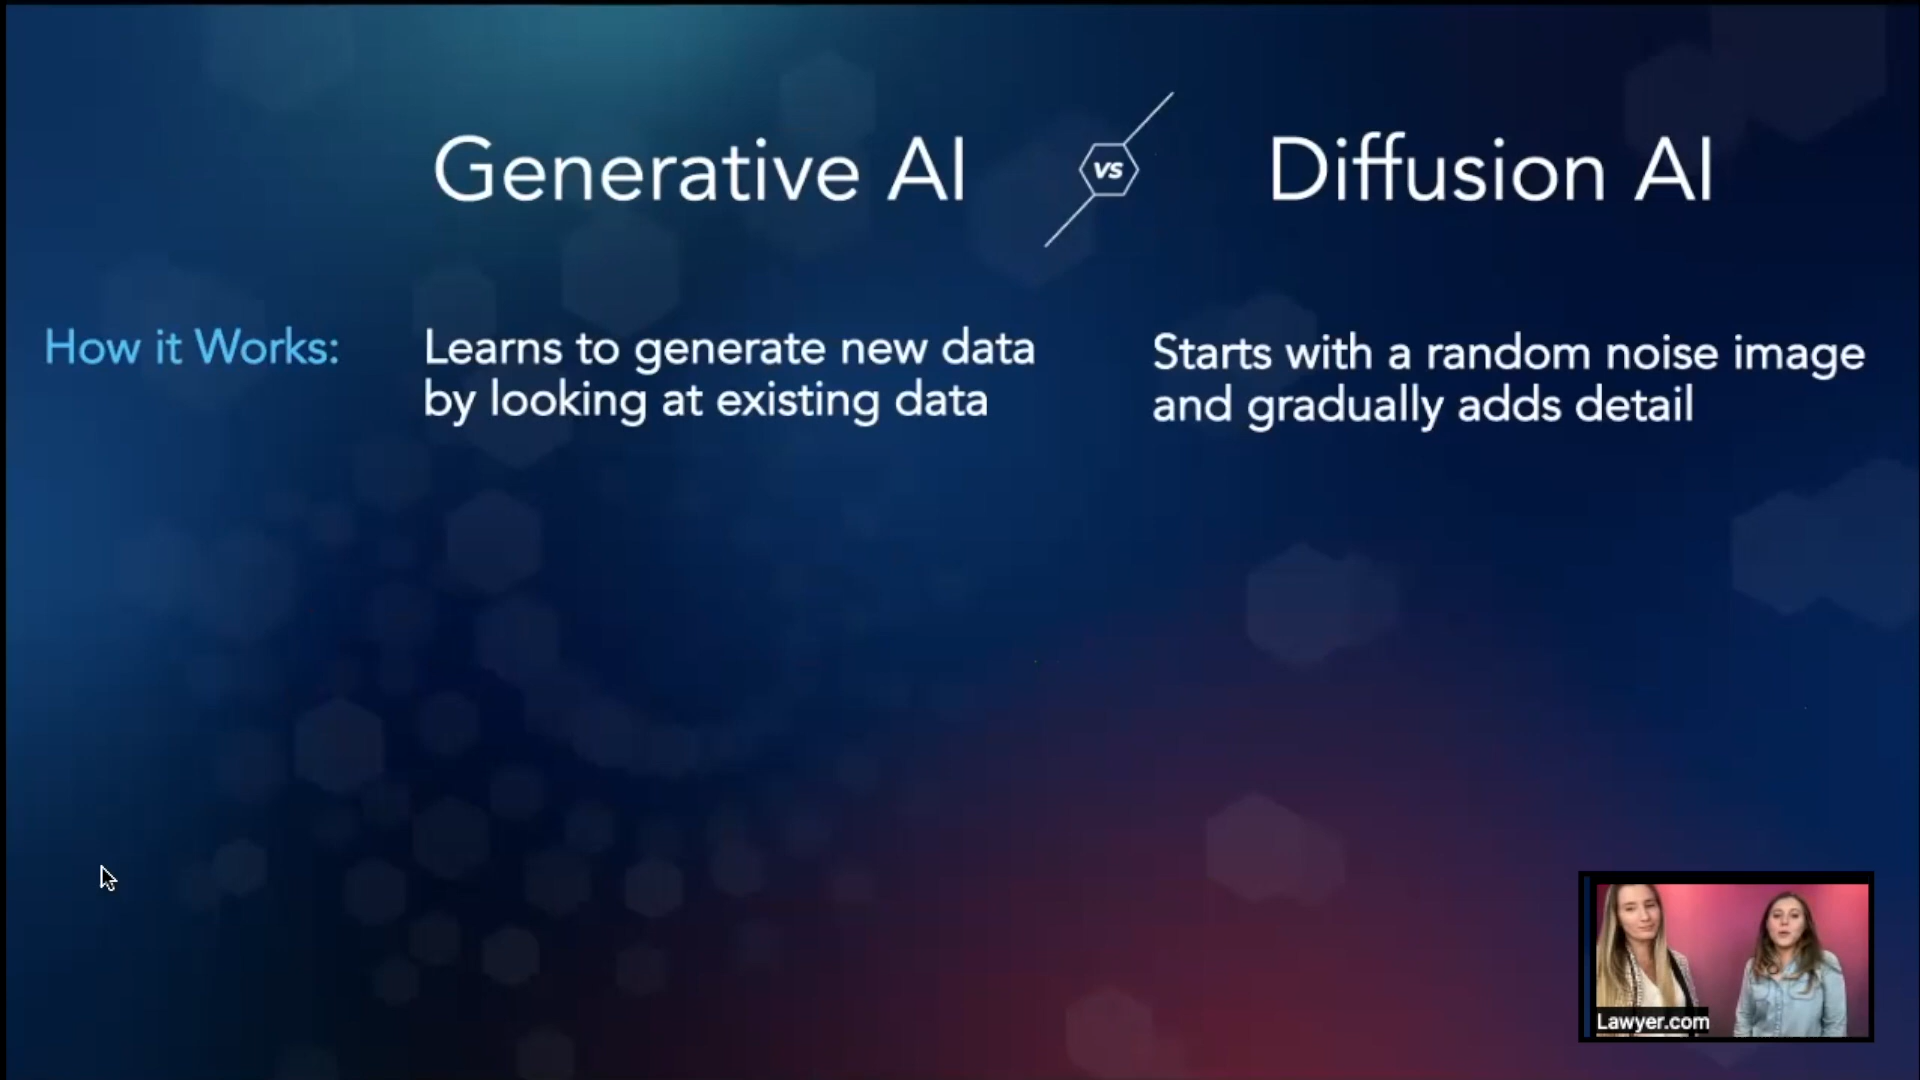 Generative AI
vs
Diffusion AI
How it Works:
Learns to generate new data
by looking at existing data
Starts with a random noise image
and gradually adds detail
Lawyer.com